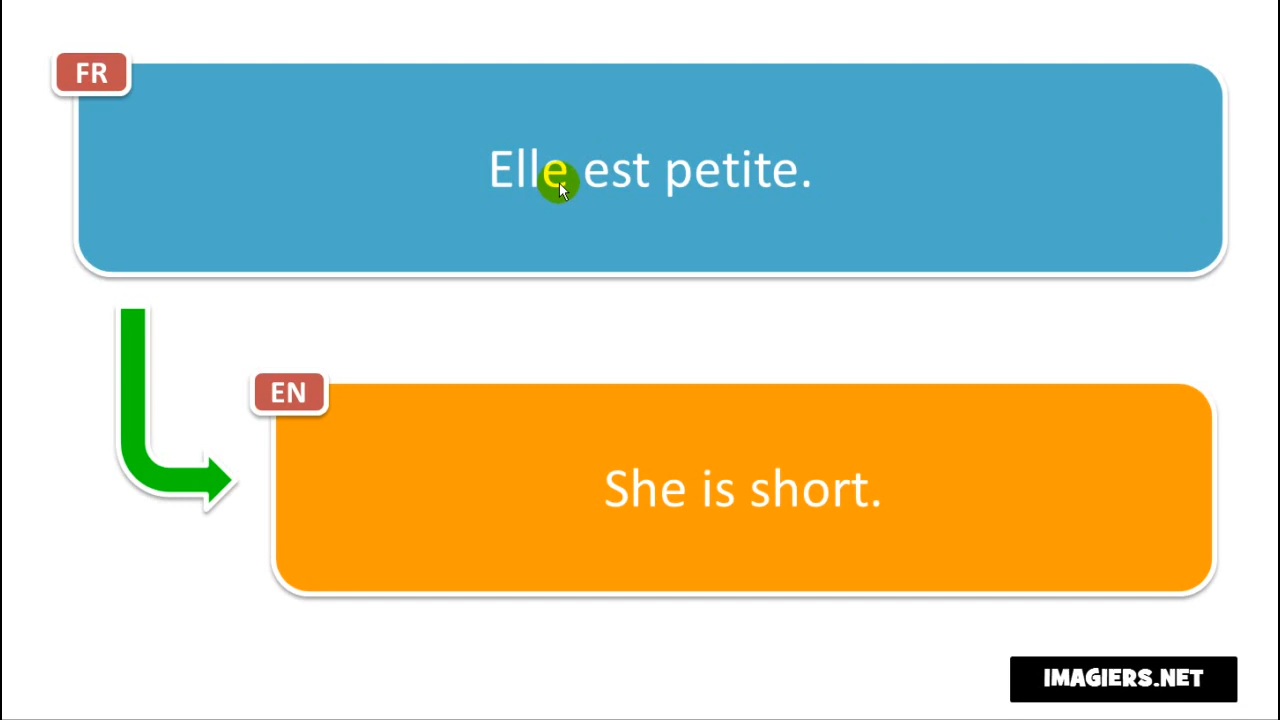 FR
Elle est petite.
EN
She is short.
IMAGIERS.NET